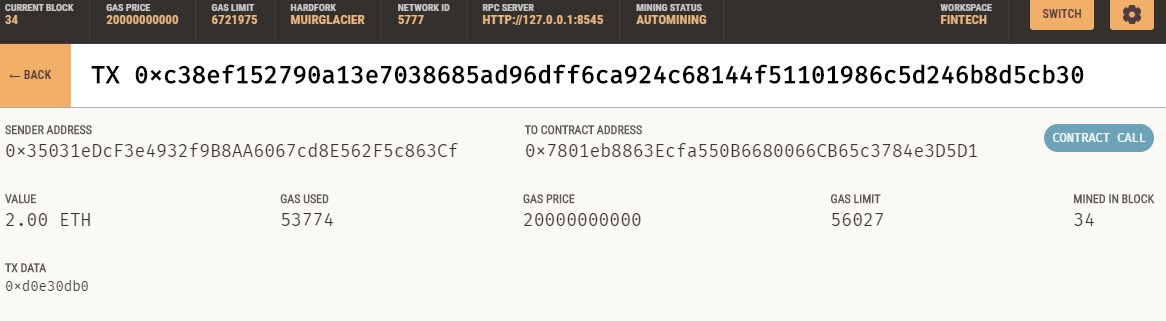 CURRENT BLOCK GAS PRICE GAS LIMIT HARDFORK NETWORK ID RPC SERVER MINING STATUS WORKSPACE
34 20000000000 6721975 MUIRGLACIER 5777 HTTP://127.0.0.1:8545 AUTOMINING FINTECH SWITCH
← BACK TX 0×c38ef152790a13e7038685ad96dff6ca924c68144f51101986c5d246b8d5cb30
SENDER ADDRESS TO CONTRACT ADDRESS
0×35031eDcF3e4932f9B8AA6067cd8E562F5c863Cf 0×7801eb8863Ecfa550B6680066CB65c3784e3D5D1 CONTRACT CALL
VALUE GAS USED GAS PRICE GAS LIMIT MINED IN BLOCK
2.00 ETH 53774 20000000000 56027 34
TX DATA
0×d0e30db0